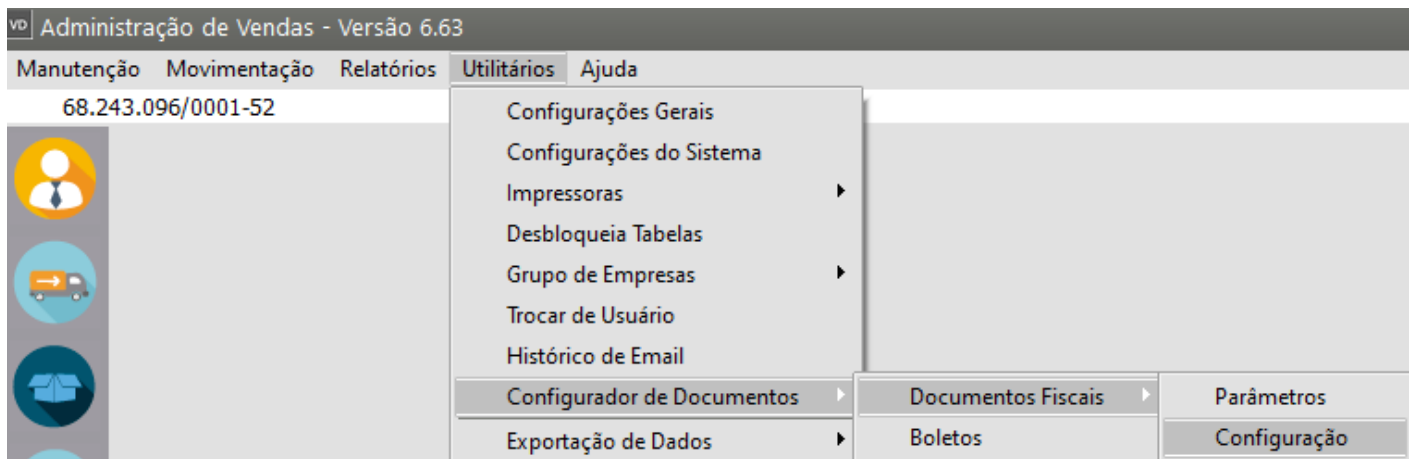 VD Administração de Vendas - Versão 6.63
Manutenção Movimentação Relatórios Utilitários Ajuda
68.243.096/0001-52
Configurações Gerais
Configurações do Sistema
Impressoras
Desbloqueia Tabelas
Grupo de Empresas
Trocar de Usuário
Histórico de Email
Configurador de Documentos Documentos Fiscais Parâmetros
Exportação de Dados Boletos Configuração